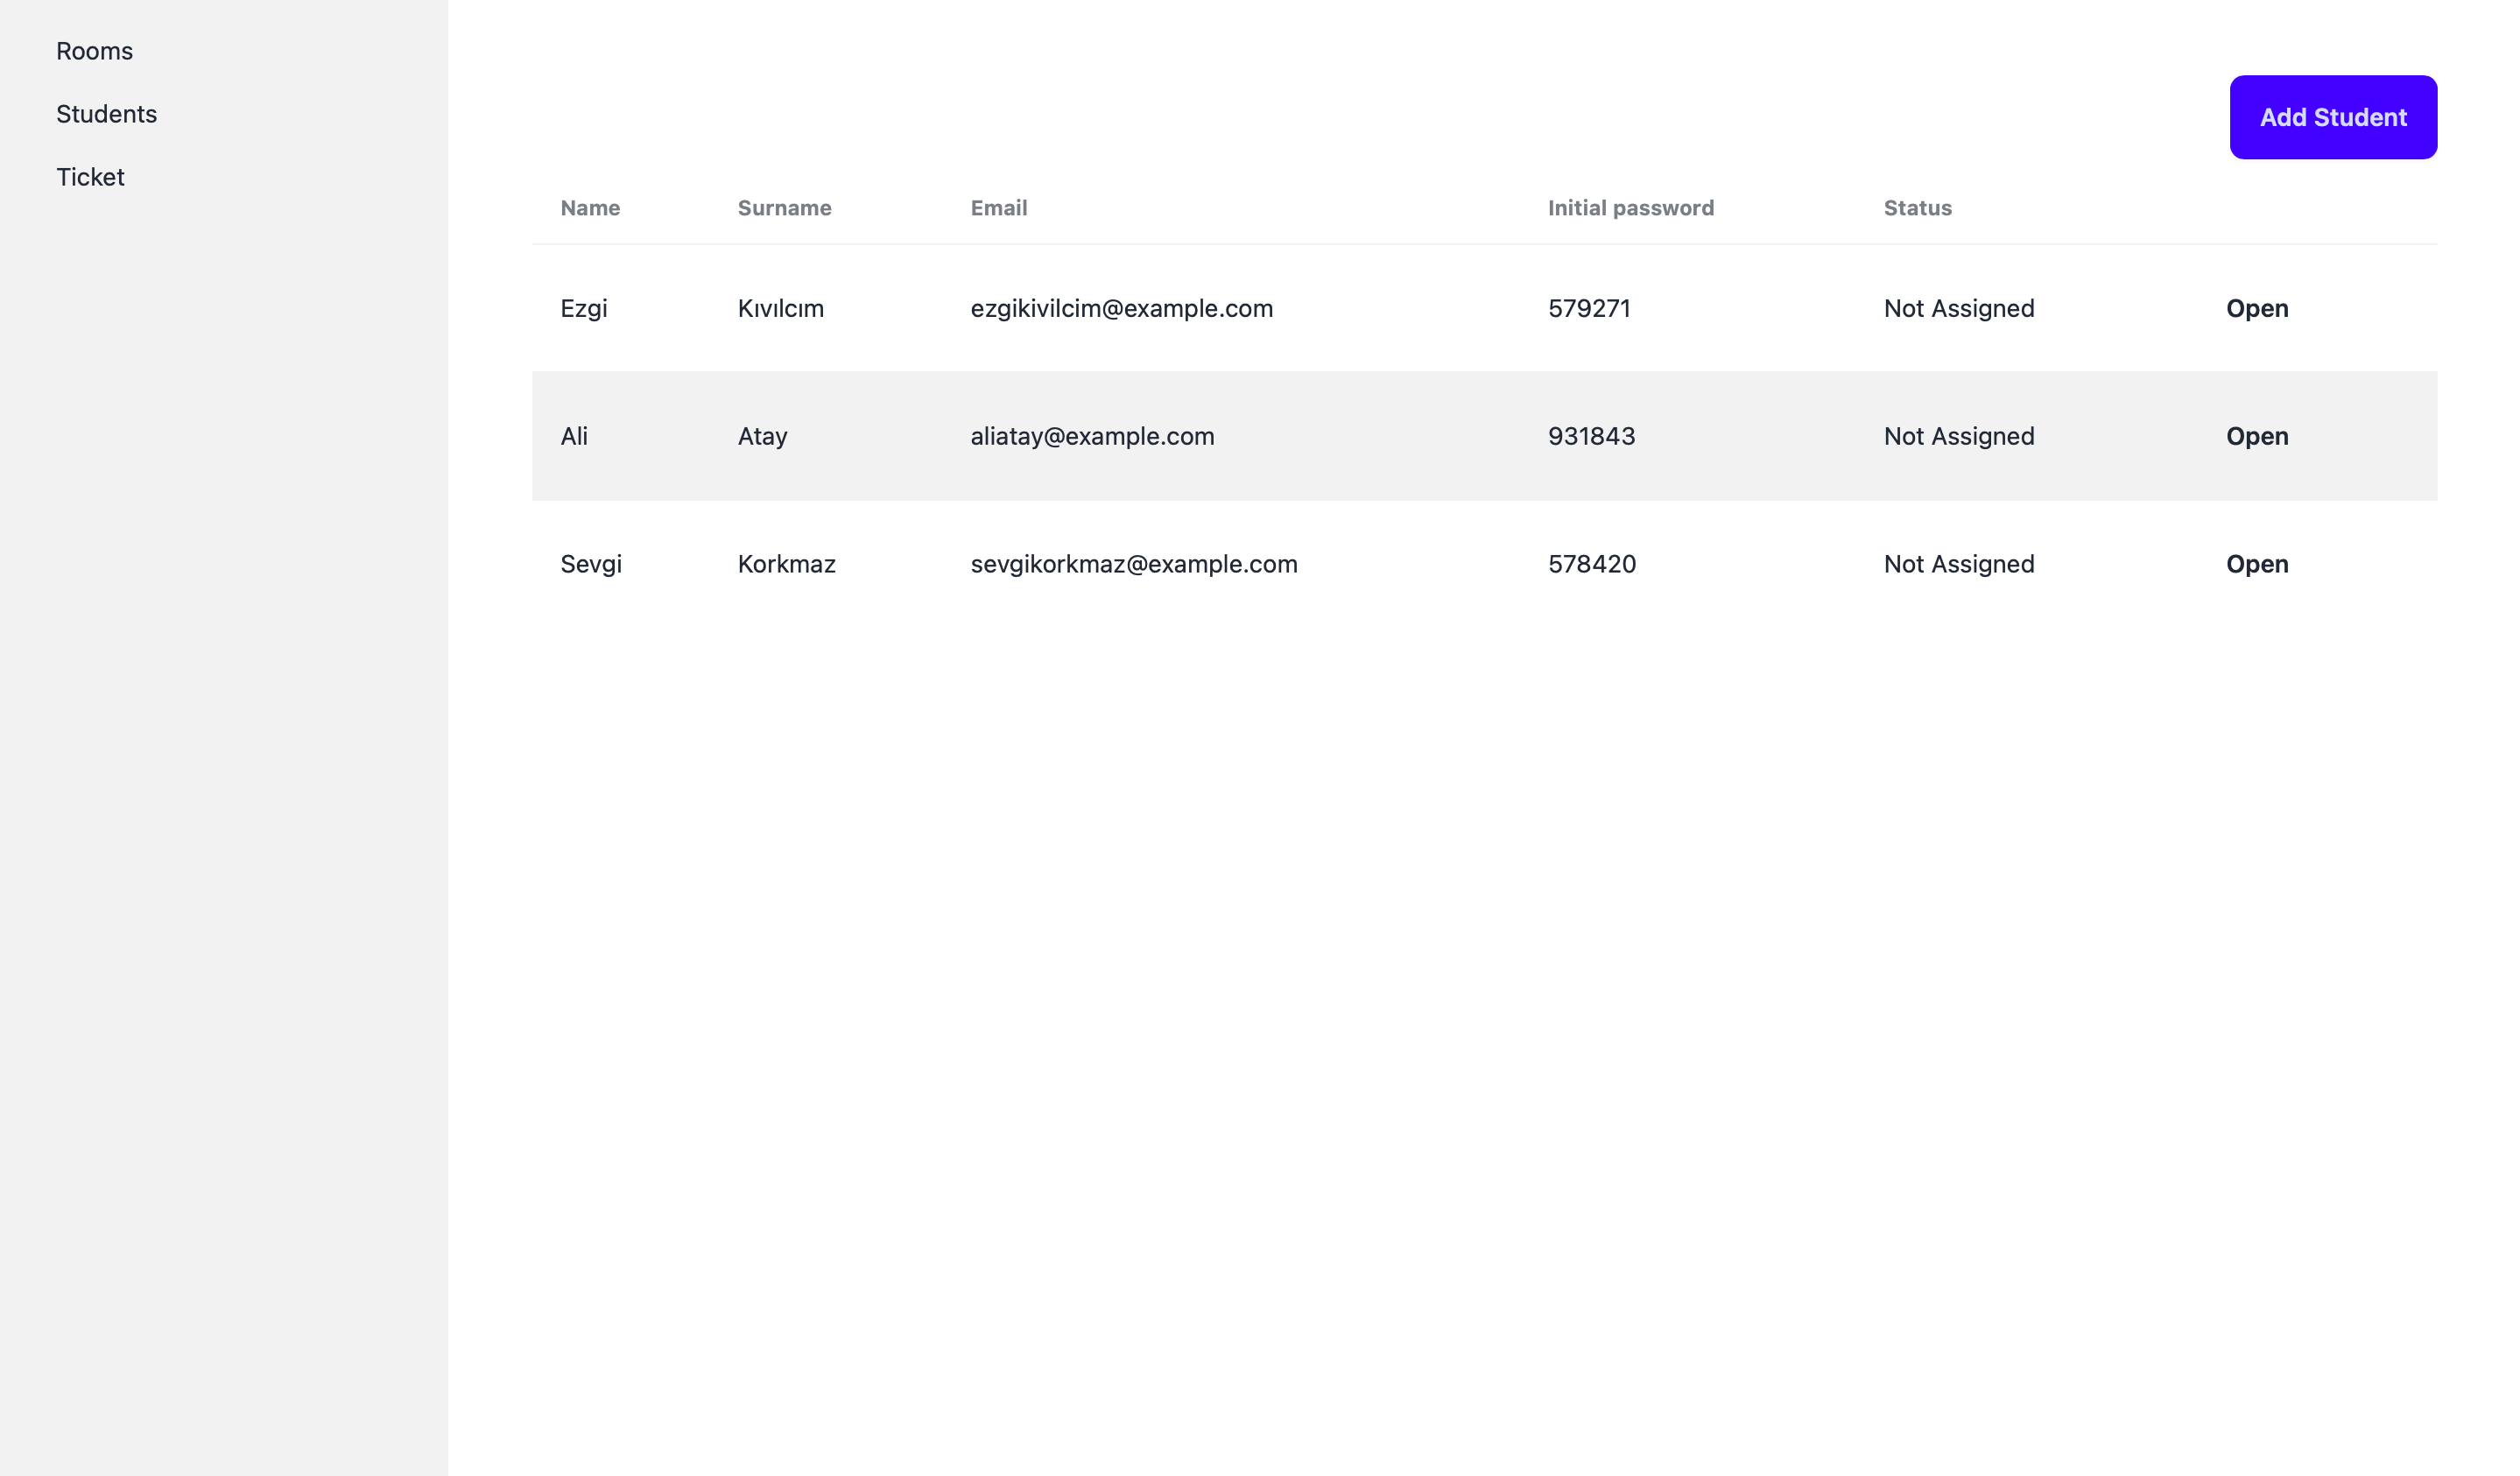 Rooms
Students
Ticket
Add Student
Name Surname Email Initial password Status
Ezgi Kıvılcım ezgikivilcim@example.com 579271 Not Assigned Open
Ali Atay aliatay@example.com 931843 Not Assigned Open
Sevgi Korkmaz sevgikorkmaz@example.com 578420 Not Assigned Open